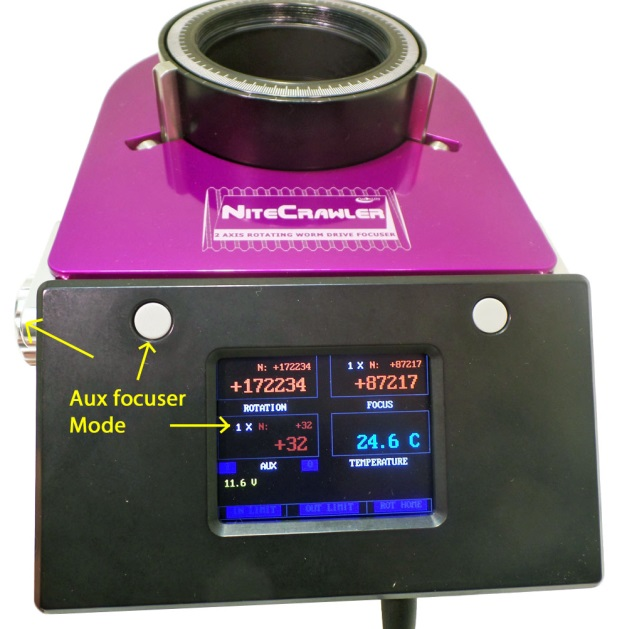 NITECRAWLER
2 AXIS ROTATING WORM DRIVE FOCUSER
N: +172234
+172234
ROTATION
1 X N: +87217
+87217
FOCUS
Aux focuser
Mode
1 X N: +32
+32
AUX
24.6 C
TEMPERATURE
11.6 V
IN LIMIT
OUT LIMIT
ROT HOME